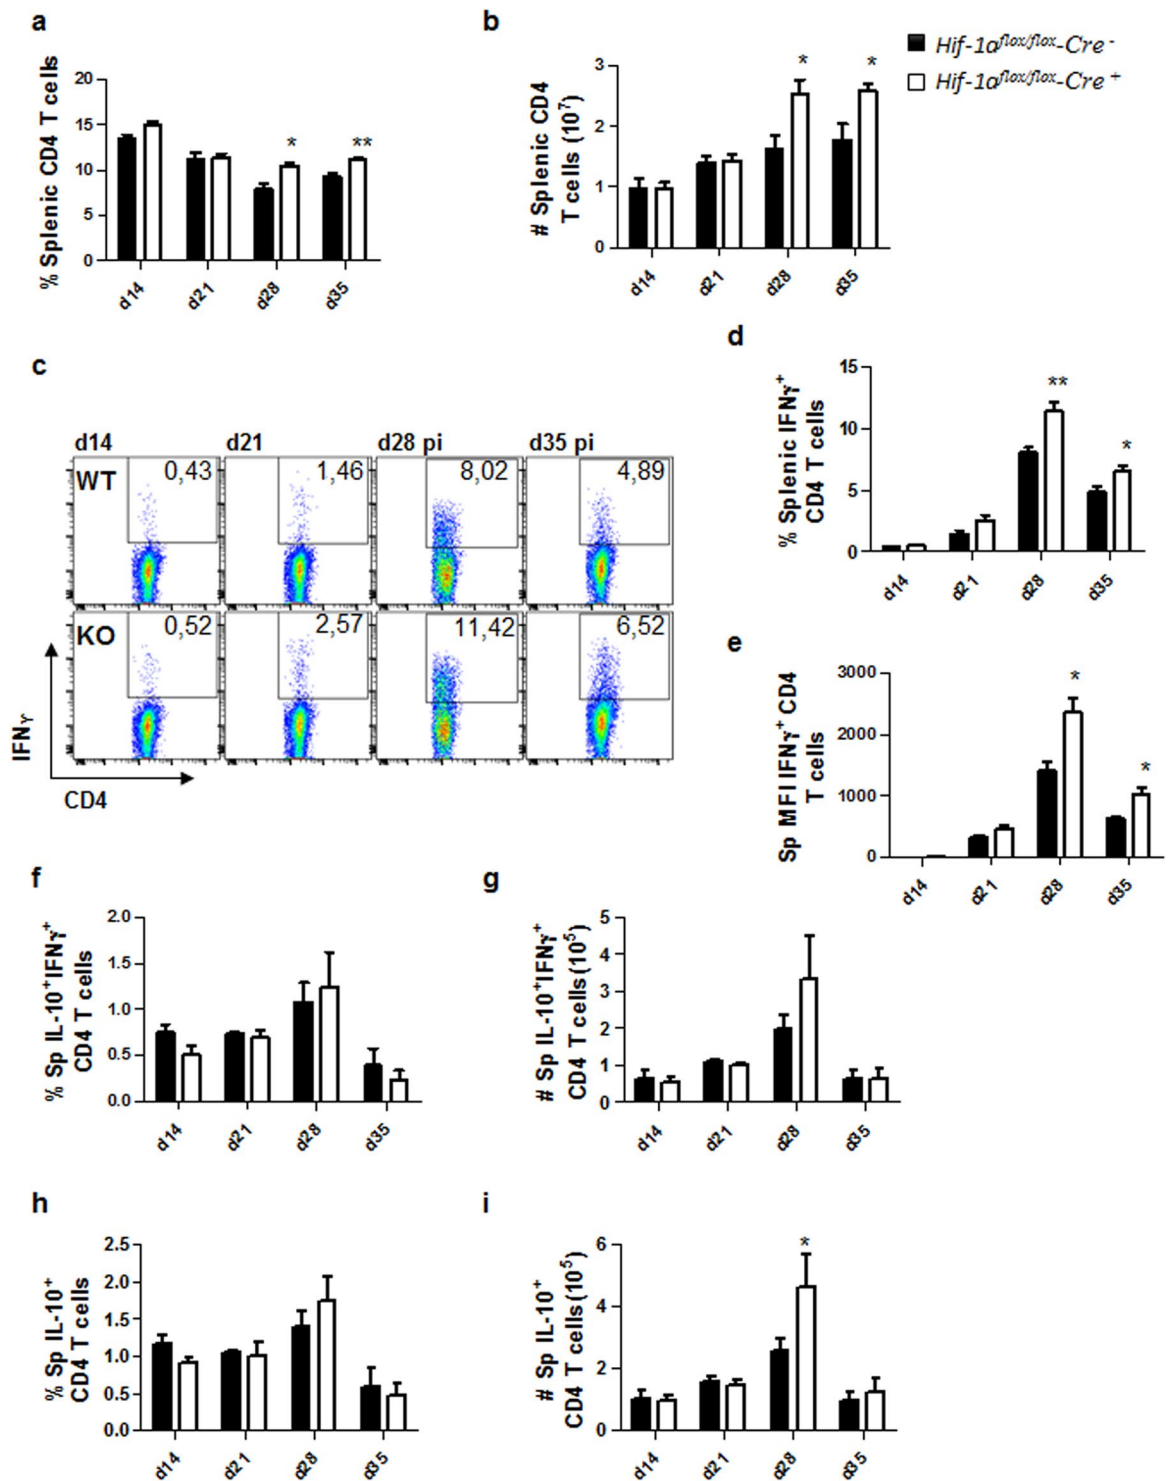 a
% Splenic CD4 T cells
20
15
10
5
0
*
**
d14 d21 d28 d35
b
# Splenic CD4
T cells (10⁷)
3
2
1
0
*
*
d14 d21 d28 d35
Hif-1α^flox/flox-Cre⁻
Hif-1α^flox/flox-Cre⁺
c
d14 d21 d28 pi d35 pi
WT 0,43 1,46 8,02 4,89
KO 0,52 2,57 11,42 6,52
IFNγ
CD4
d
% Splenic IFNγ⁺
CD4 T cells
15
10
5
0
**
*
d14 d21 d28 d35
e
Sp MFI IFNγ⁺ CD4
T cells
3000
2000
1000
0
*
*
d14 d21 d28 d35
f
% Sp IL-10⁺IFNγ⁺
CD4 T cells
2.0
1.5
1.0
0.5
0.0
d14 d21 d28 d35
g
# Sp IL-10⁺IFNγ⁺
CD4 T cells(10⁵)
5
4
3
2
1
0
d14 d21 d28 d35
h
% Sp IL-10⁺
CD4 T cells
2.5
2.0
1.5
1.0
0.5
0.0
d14 d21 d28 d35
i
# Sp IL-10⁺
CD4 T cells(10⁵)
6
4
2
0
*
d14 d21 d28 d35